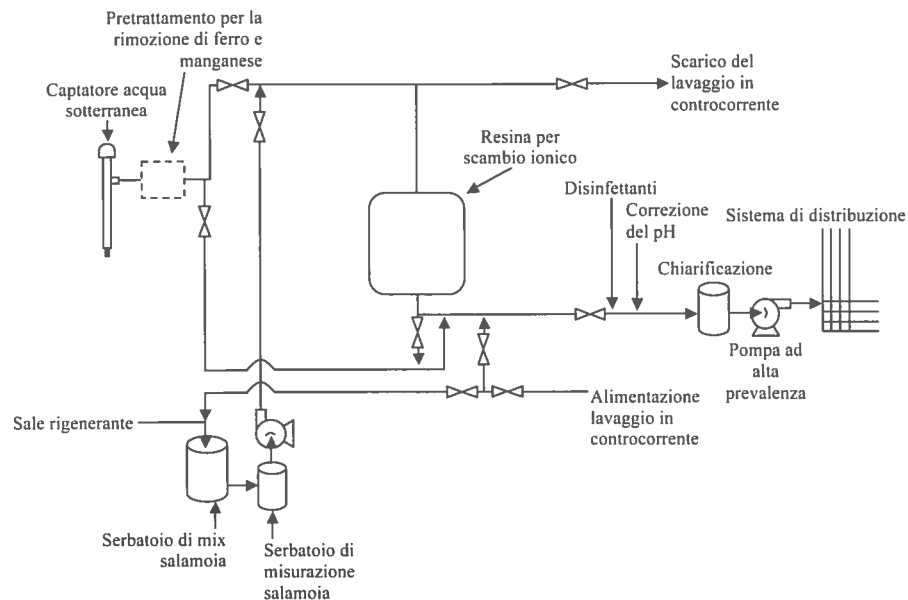 Pretrattamento per la
rimozione di ferro e
manganese
Captatore acqua
sotterranea
Scarico del
lavaggio in
controcorrente
Resina per
scambio ionico
Disinfettanti
Correzione
del pH
Sistema di distribuzione
Chiarificazione
Pompa ad
alta
prevalenza
Alimentazione
lavaggio in
controcorrente
Sale rigenerante
Serbatoio di mix
salamoia
Serbatoio di
misurazione
salamoia